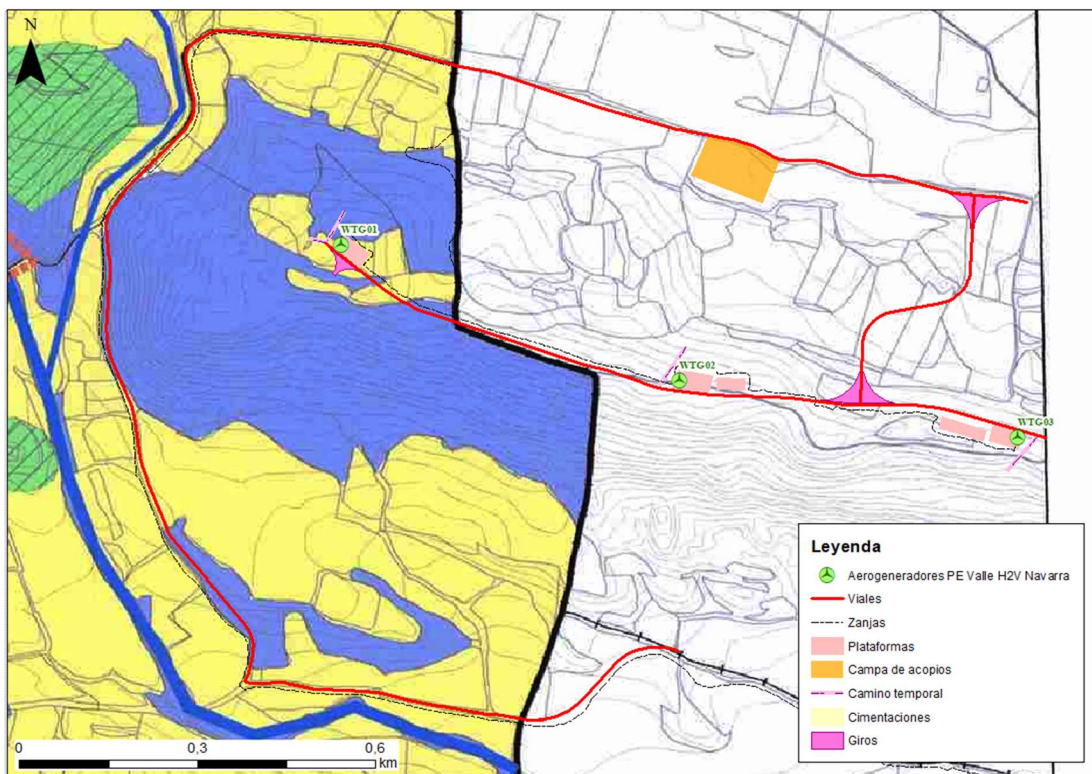 N
WTG01
WTG02
WTG03
Leyenda
Aerogeneradores PE Valle H2V Navarra
Viales
Zanjas
Plataformas
Campa de acopios
Camino temporal
Cimentaciones
Giros
0 0,3 0,6
km